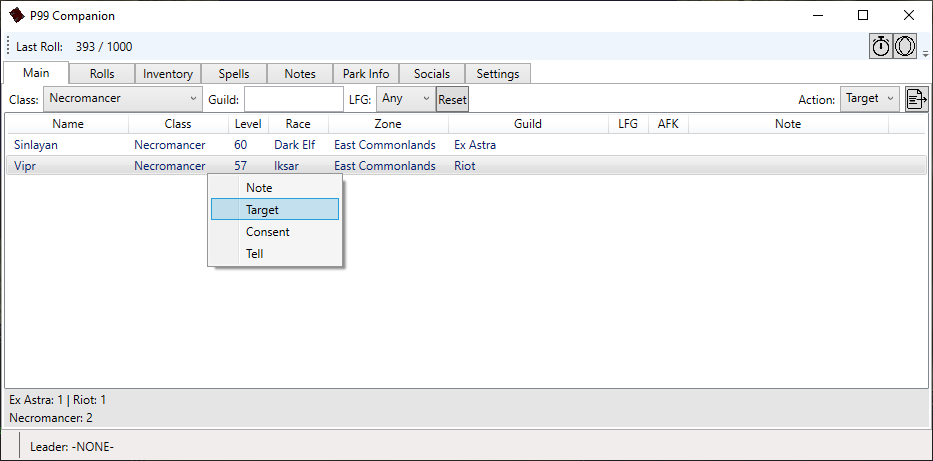 P99 Companion
Last Roll: 393 / 1000
Main Rolls Inventory Spells Notes Park Info Socials Settings
Class: Necromancer Guild: LFG: Any Reset Action: Target
Name Class Level Race Zone Guild LFG AFK Note
Sinlayan Necromancer 60 Dark Elf East Commonlands Ex Astra
Vipr Necromancer 57 Iksar East Commonlands Riot
Note
Target
Consent
Tell
Ex Astra: 1 | Riot: 1
Necromancer: 2
Leader: -NONE-